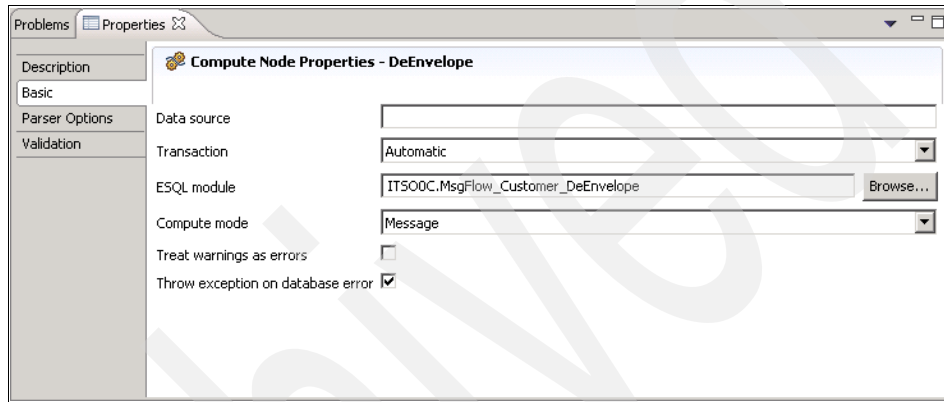 Problems Properties
Compute Node Properties - DeEnvelope
Description
Basic
Parser Options
Validation
Data source
Transaction Automatic
ESQL module ITSO0C.MsgFlow_Customer_DeEnvelope Browse...
Compute mode Message
Treat warnings as errors
Throw exception on database error